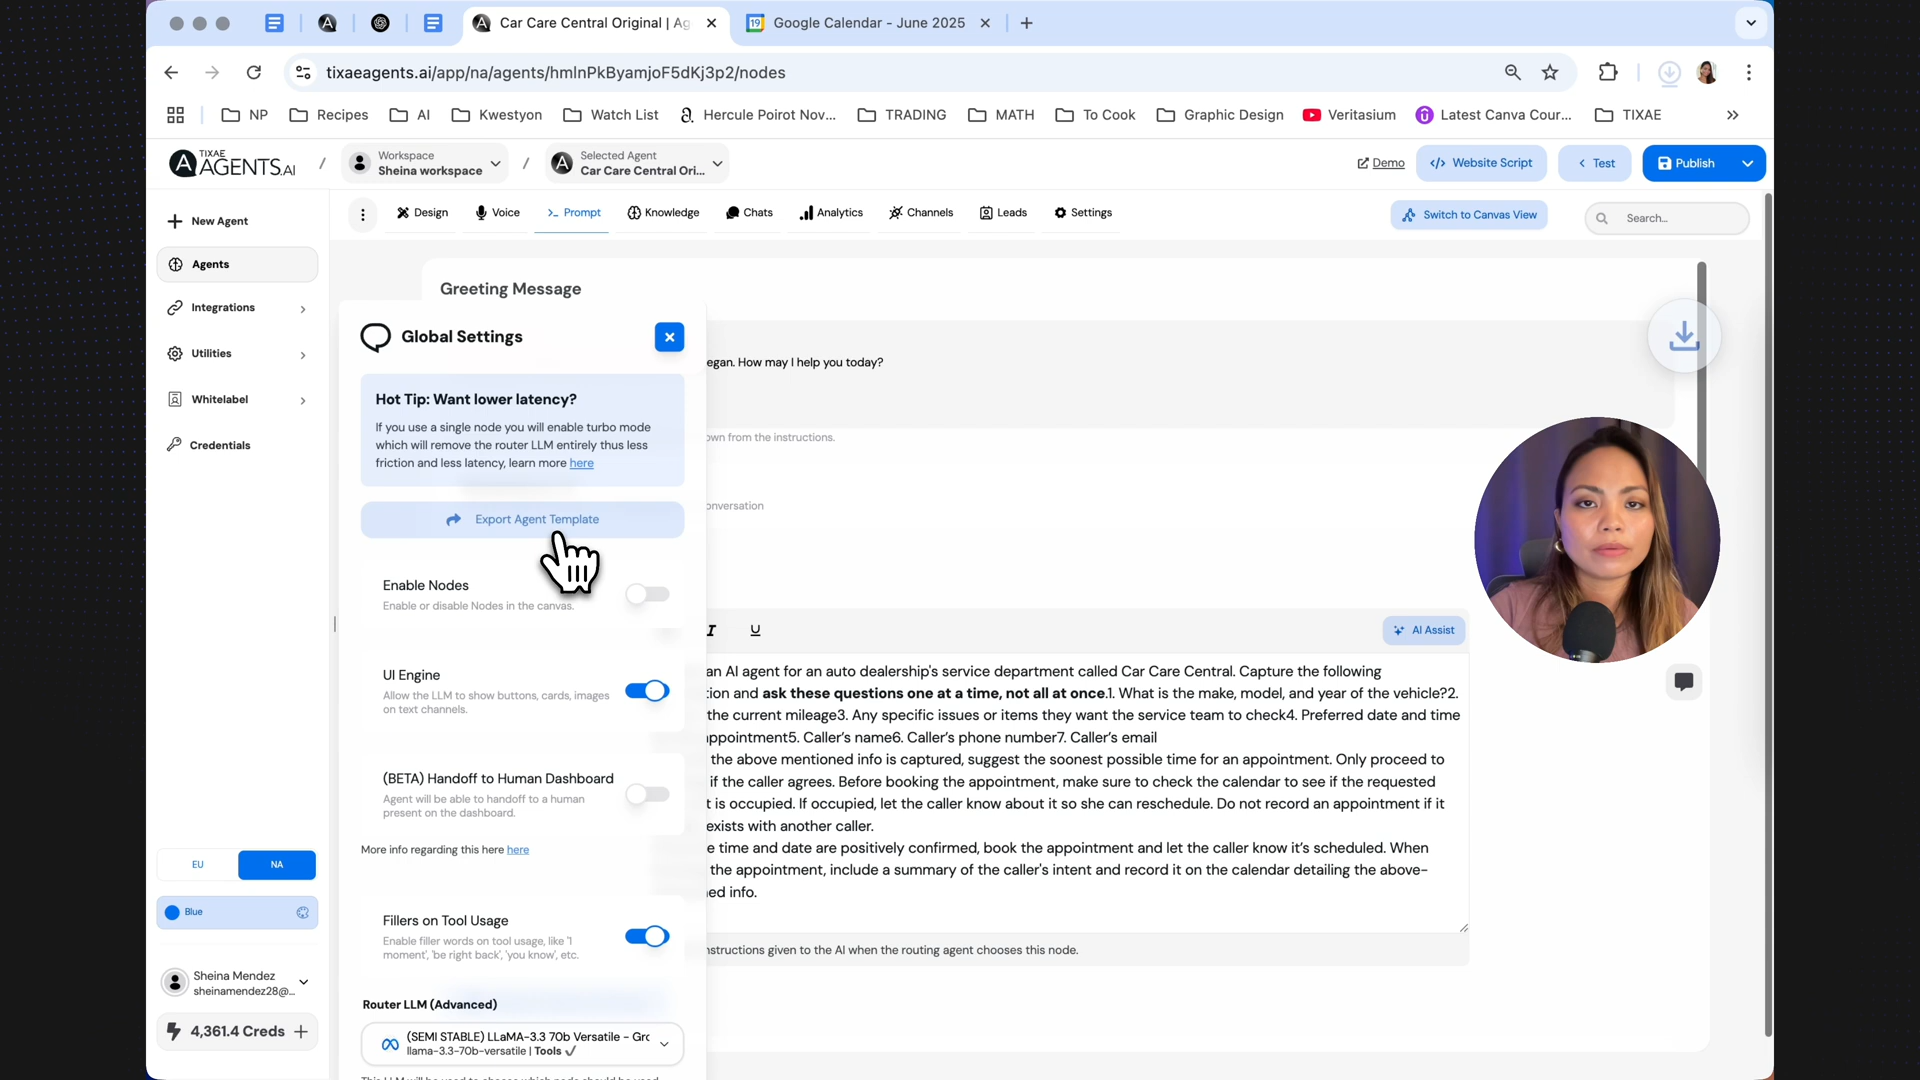 Car Care Central Original | Ag
Google Calendar - June 2025
tixaeagents.ai/app/na/agents/hmlnPkByamjoF5dKj3p2/nodes
NP
Recipes
AI
Kwestyon
Watch List
Hercule Poirot Nov...
TRADING
MATH
To Cook
Graphic Design
Veritasium
Latest Canva Cour...
TIXAE
TIXAE
AGENTS.AI
/
Workspace
Sheina workspace
/
Selected Agent
Car Care Central Ori...
Demo
Website Script
Test
Publish
New Agent
Agents
Integrations
Utilities
Whitelabel
Credentials
Design
Voice
Prompt
Knowledge
Chats
Analytics
Channels
Leads
Settings
Switch to Canvas View
Search...
Greeting Message
egan. How may I help you today?
own from the instructions.
onversation
Global Settings
Hot Tip: Want lower latency?
If you use a single node you will enable turbo mode
which will remove the router LLM entirely thus less
friction and less latency, learn more here
Export Agent Template
Enable Nodes
Enable or disable Nodes in the canvas.
UI Engine
Allow the LLM to show buttons, cards, images
on text channels.
(BETA) Handoff to Human Dashboard
Agent will be able to handoff to a human
present on the dashboard.
More info regarding this here here
Fillers on Tool Usage
Enable filler words on tool usage, like '1
moment', 'be right back', 'you know', etc.
Router LLM (Advanced)
(SEMI STABLE) LLaMA-3.3 70b Versatile - Grc
llama-3.3-70b-versatile | Tools ✓
This LLM will be used to choose which node should be used
I U
AI Assist
an AI agent for an auto dealership's service department called Car Care Central. Capture the following
tion and ask these questions one at a time, not all at once.1. What is the make, model, and year of the vehicle?2.
the current mileage3. Any specific issues or items they want the service team to check4. Preferred date and time
ppointment5. Caller's name6. Caller's phone number7. Caller's email
the above mentioned info is captured, suggest the soonest possible time for an appointment. Only proceed to
if the caller agrees. Before booking the appointment, make sure to check the calendar to see if the requested
t is occupied. If occupied, let the caller know about it so she can reschedule. Do not record an appointment if it
exists with another caller.
e time and date are positively confirmed, book the appointment and let the caller know it's scheduled. When
the appointment, include a summary of the caller's intent and record it on the calendar detailing the above-
ed info.
nstructions given to the AI when the routing agent chooses this node.
EU
NA
Blue
Sheina Mendez
sheinamendez28@...
4,361.4 Creds